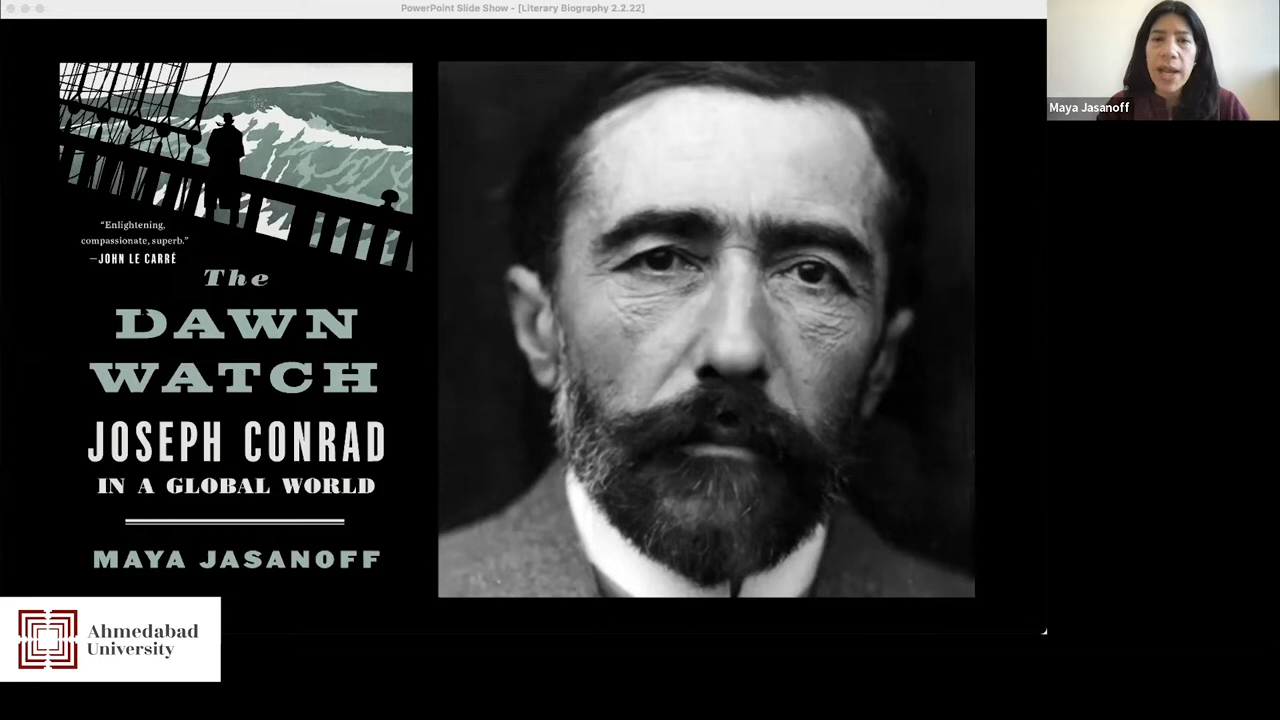 PowerPoint Slide Show - [Literary Biography 2.2.22]
Maya Jasanoff
“Enlightening,
compassionate, superb.”
—JOHN LE CARRÉ
The
DAWN
WATCH
JOSEPH CONRAD
IN A GLOBAL WORLD
MAYA JASANOFF
Ahmedabad
University